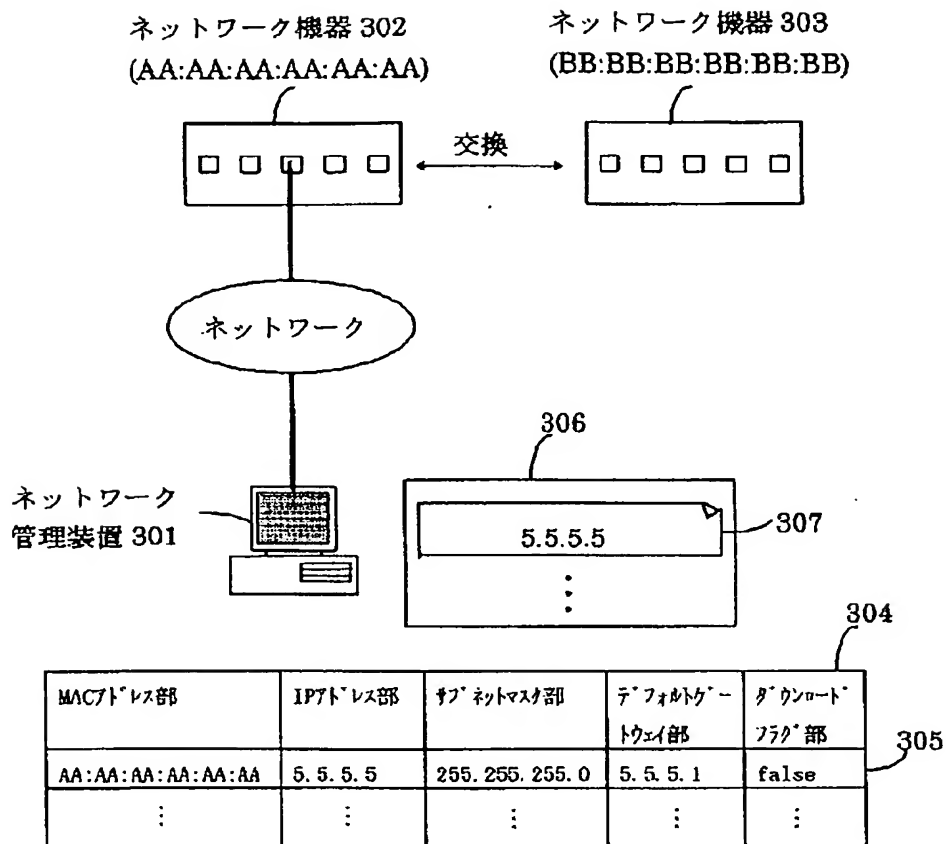 ネットワーク機器 302
(AA:AA:AA:AA:AA:AA)
ネットワーク機器 303
(BB:BB:BB:BB:BB:BB)
交換
ネットワーク
ネットワーク
管理装置 301
306
5.5.5.5
307
304
MACアドレス部
IPアドレス部
サブネットマスク部
デフォルトゲー
トウェイ部
ダウンロード
フラグ部
305
AA:AA:AA:AA:AA:AA
5.5.5.5
255.255.255.0
5.5.5.1
false